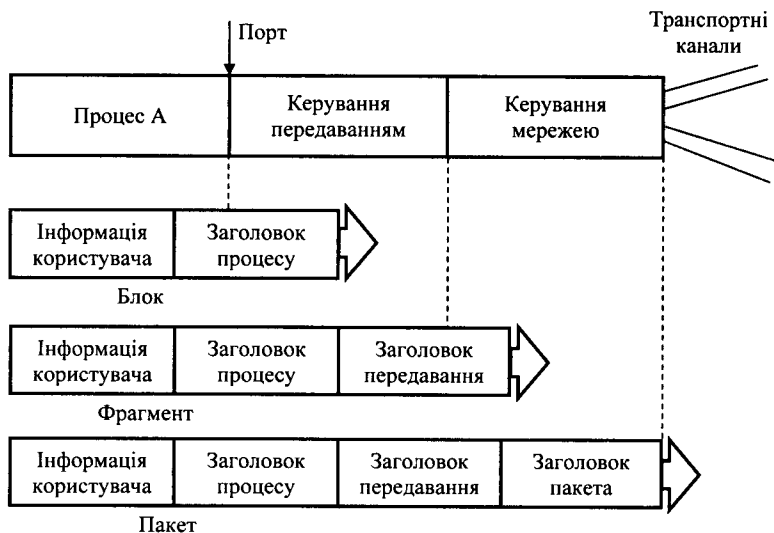 Транспортні
канали
Порт
Процес А
Керування
передаванням
Керування
мережею
Інформація
користувача
Заголовок
процесу
Блок
Інформація
користувача
Заголовок
процесу
Заголовок
передавання
Фрагмент
Інформація
користувача
Заголовок
процесу
Заголовок
передавання
Заголовок
пакета
Пакет